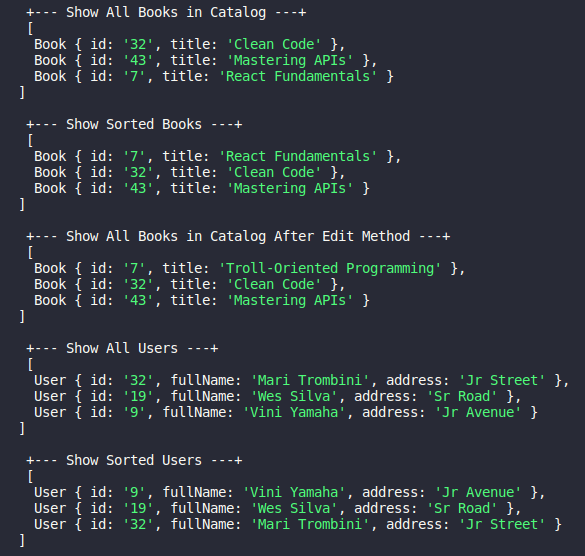 +--- Show All Books in Catalog ---+
[
Book { id: '32', title: 'Clean Code' },
Book { id: '43', title: 'Mastering APIs' },
Book { id: '7', title: 'React Fundamentals' }
]
+--- Show Sorted Books ---+
[
Book { id: '7', title: 'React Fundamentals' },
Book { id: '32', title: 'Clean Code' },
Book { id: '43', title: 'Mastering APIs' }
]
+--- Show All Books in Catalog After Edit Method ---+
[
Book { id: '7', title: 'Troll-Oriented Programming' },
Book { id: '32', title: 'Clean Code' },
Book { id: '43', title: 'Mastering APIs' }
]
+--- Show All Users ---+
[
User { id: '32', fullName: 'Mari Trombini', address: 'Jr Street' },
User { id: '19', fullName: 'Wes Silva', address: 'Sr Road' },
User { id: '9', fullName: 'Vini Yamaha', address: 'Jr Avenue' }
]
+--- Show Sorted Users ---+
[
User { id: '9', fullName: 'Vini Yamaha', address: 'Jr Avenue' },
User { id: '19', fullName: 'Wes Silva', address: 'Sr Road' },
User { id: '32', fullName: 'Mari Trombini', address: 'Jr Street' }
]